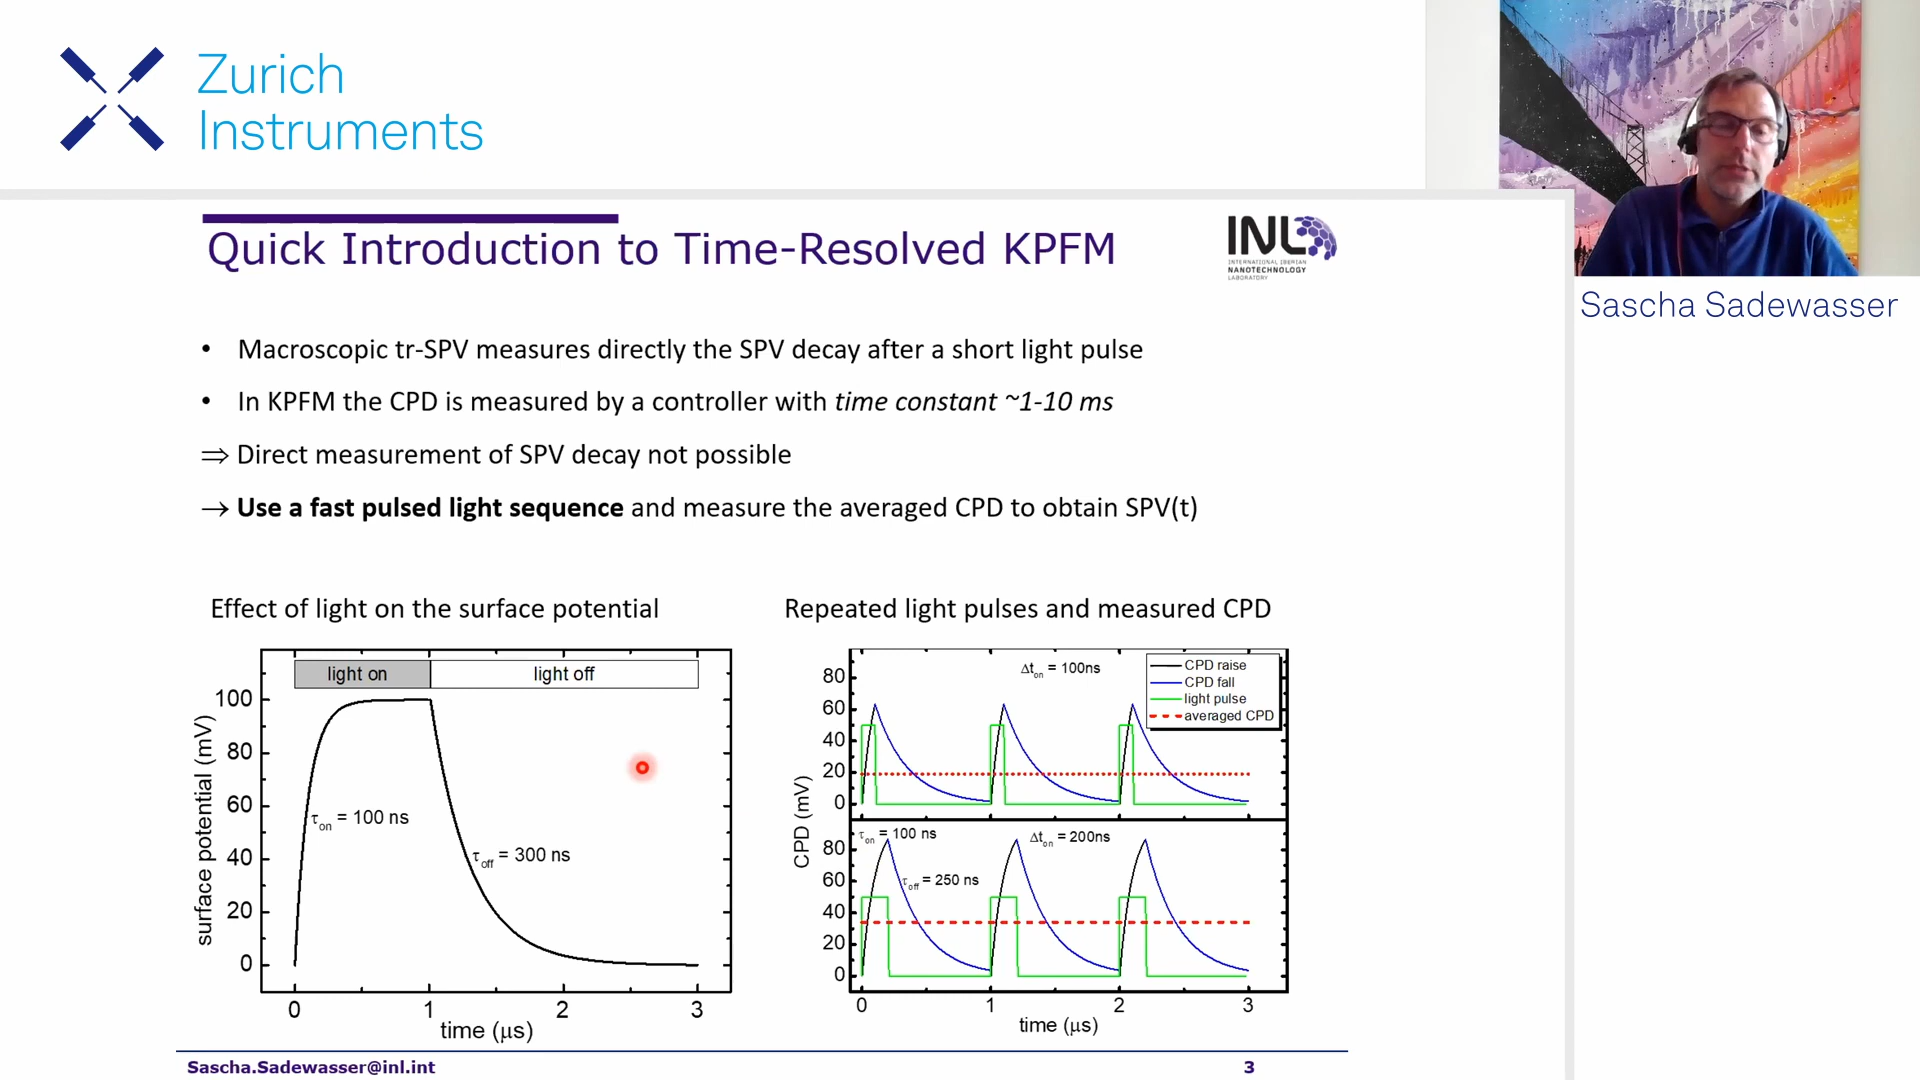 Zurich
Instruments
Sascha Sadewasser
Quick Introduction to Time-Resolved KPFM
INL
INTERNATIONAL IBERIAN
NANOTECHNOLOGY
LABORATORY
• Macroscopic tr-SPV measures directly the SPV decay after a short light pulse
• In KPFM the CPD is measured by a controller with time constant ~1-10 ms
⇒ Direct measurement of SPV decay not possible
→ Use a fast pulsed light sequence and measure the averaged CPD to obtain SPV(t)
Effect of light on the surface potential
light on
light off
surface potential (mV)
100
80
60
40
20
0
τon = 100 ns
τoff = 300 ns
0 1 2 3
time (μs)
Repeated light pulses and measured CPD
Δton = 100ns
CPD raise
CPD fall
light pulse
averaged CPD
CPD (mV)
80
60
40
20
0
τon = 100 ns
Δton = 200ns
τoff = 250 ns
80
60
40
20
0
0 1 2 3
time (μs)
Sascha.Sadewasser@inl.int
3